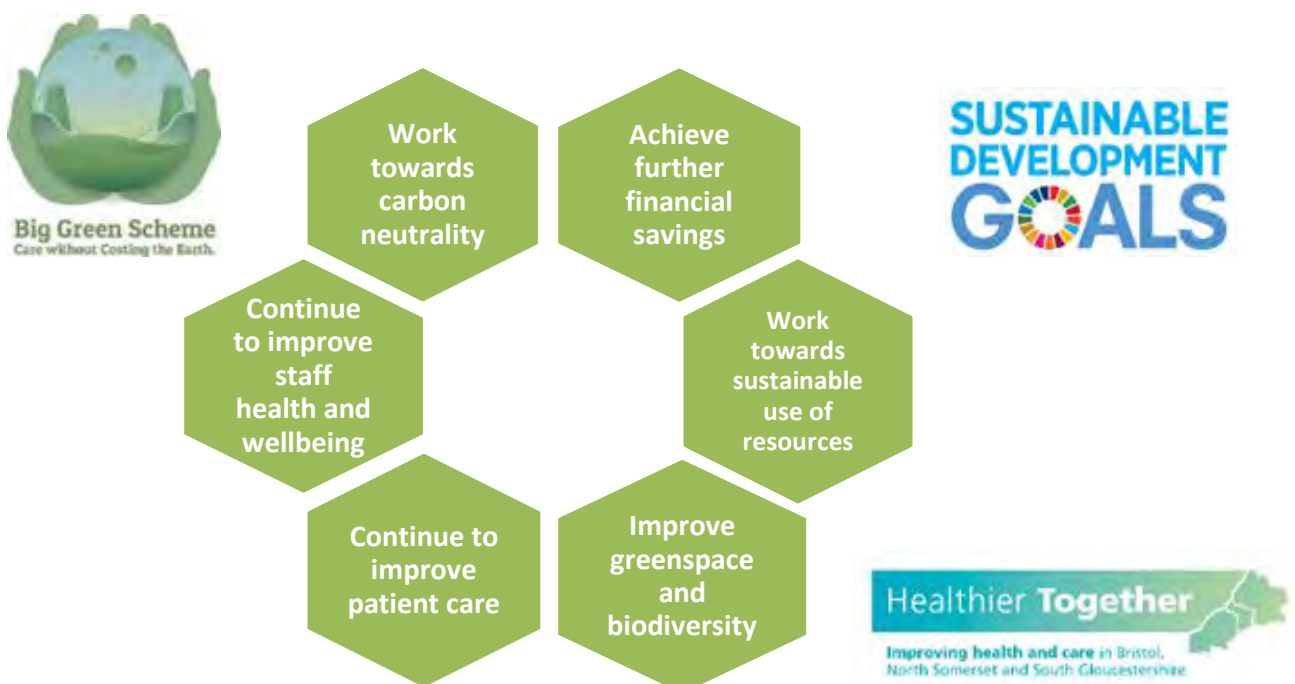 Big Green Scheme
Care without Costing the Earth.
Work
towards
carbon
neutrality
Achieve
further
financial
savings
SUSTAINABLE
DEVELOPMENT
GOALS
Continue
to improve
staff
health and
wellbeing
Work
towards
sustainable
use of
resources
Continue to
improve
patient care
Improve
greenspace
and
biodiversity
Healthier Together
Improving health and care in Bristol,
North Somerset and South Gloucestershire